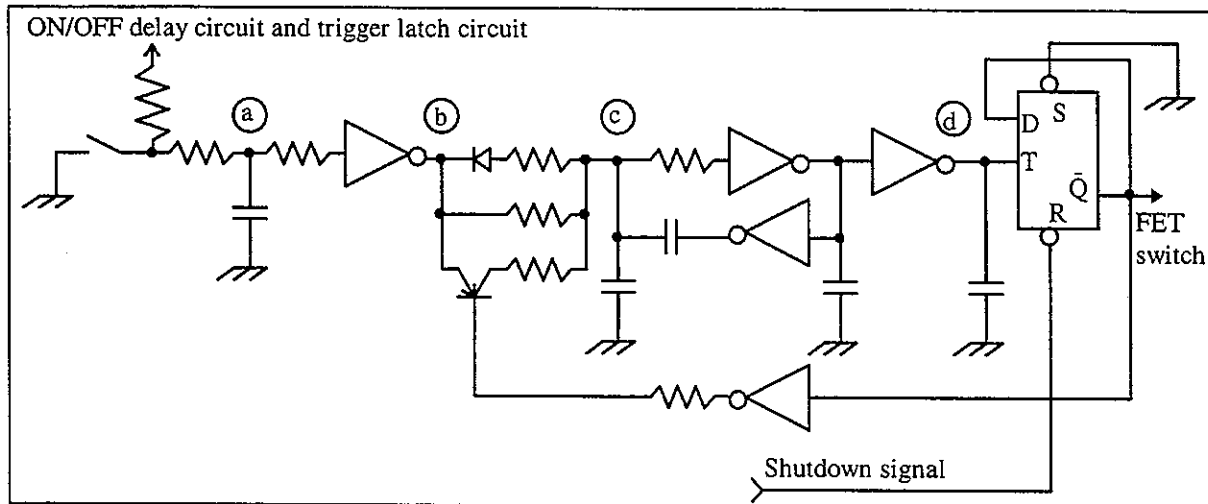 ON/OFF delay circuit and trigger latch circuit
a
b
c
d
D
S
T
Q̄
R
FET
switch
Shutdown signal